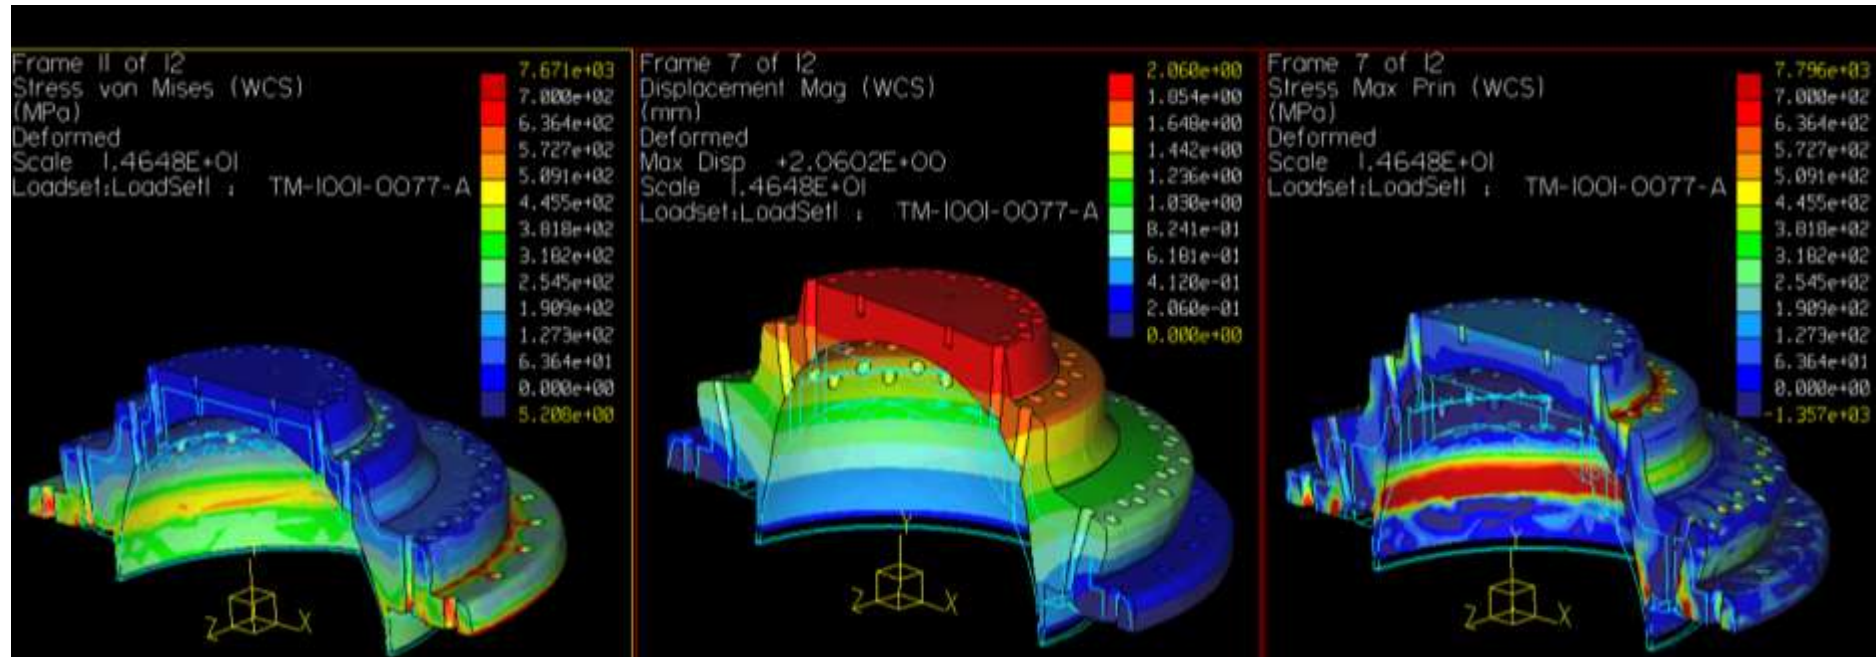 Frame 11 of 12
Stress von Mises (WCS)
(MPa)
Deformed
Scale 1.4648E+01
Loadset:LoadSet1 : TM-1001-0077-A
7.671e+03
7.000e+02
6.364e+02
5.727e+02
5.091e+02
4.455e+02
3.818e+02
3.182e+02
2.545e+02
1.909e+02
1.273e+02
6.364e+01
0.000e+00
5.208e+00
Y
Z
X
Frame 7 of 12
Displacement Mag (WCS)
(mm)
Deformed
Max Disp +2.0602E+00
Scale 1.4648E+01
Loadset:LoadSet1 : TM-1001-0077-A
2.060e+00
1.854e+00
1.648e+00
1.442e+00
1.236e+00
1.030e+00
8.241e-01
6.181e-01
4.120e-01
2.060e-01
0.000e+00
Y
Z
X
Frame 7 of 12
Stress Max Prin (WCS)
(MPa)
Deformed
Scale 1.4648E+01
Loadset:LoadSet1 : TM-1001-0077-A
7.796e+03
7.000e+02
6.364e+02
5.727e+02
5.091e+02
4.455e+02
3.818e+02
3.182e+02
2.545e+02
1.909e+02
1.273e+02
6.364e+01
0.000e+00
-1.357e+03
Y
Z
X